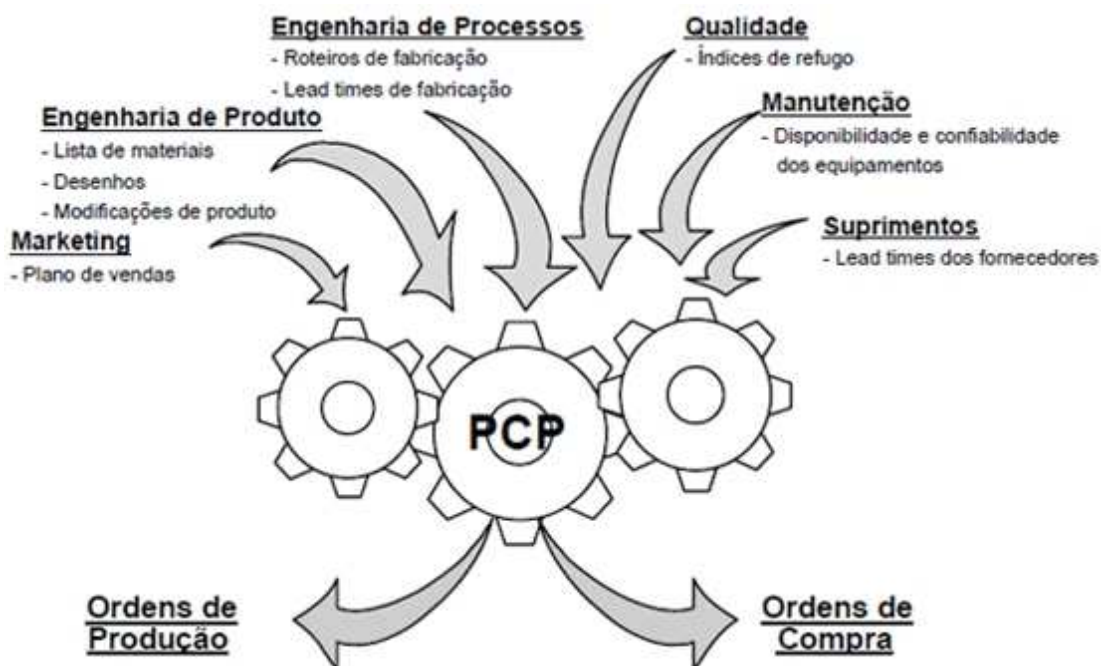 Engenharia de Processos
- Roteiros de fabricação
- Lead times de fabricação
Qualidade
- Índices de refugo
Engenharia de Produto
- Lista de materiais
- Desenhos
- Modificações de produto
Manutenção
- Disponibilidade e confiabilidade
dos equipamentos
Marketing
- Plano de vendas
Suprimentos
- Lead times dos fornecedores
PCP
Ordens de
Produção
Ordens de
Compra